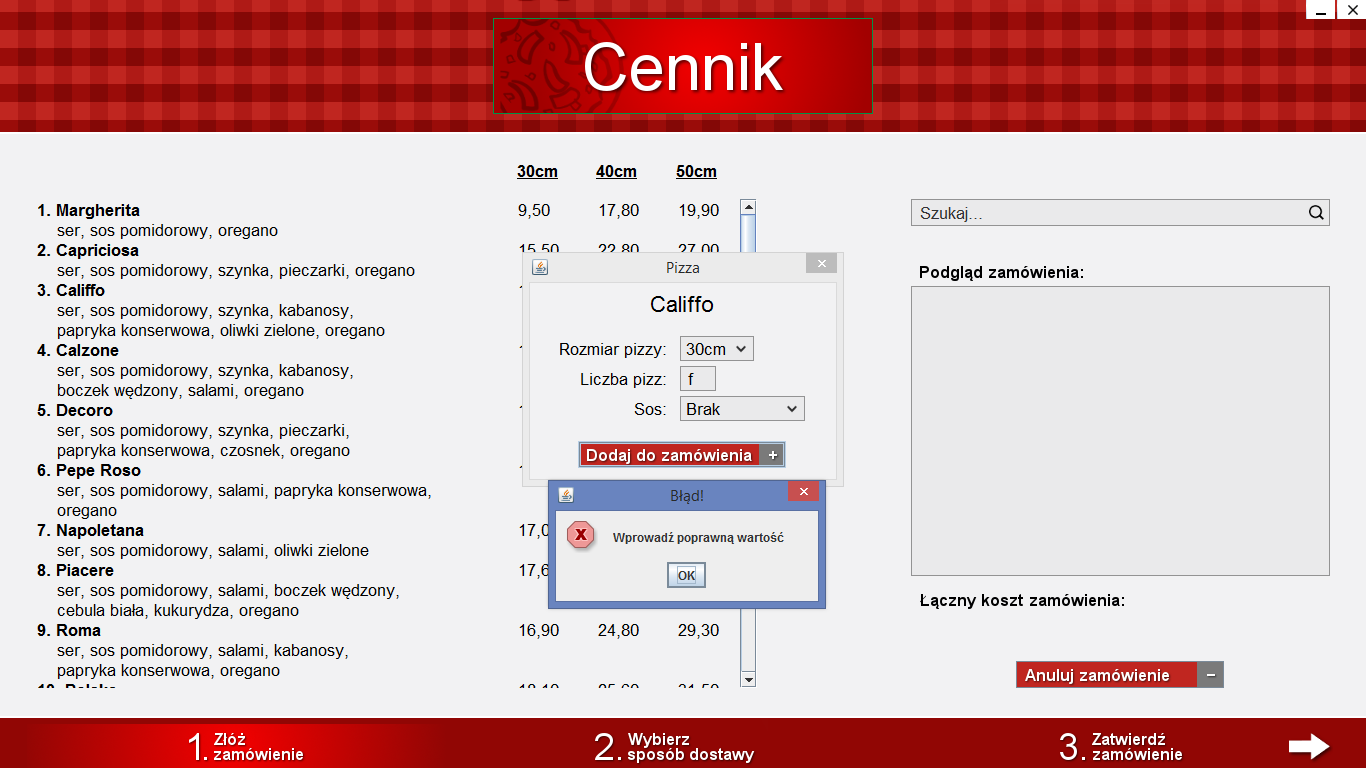 Cennik
30cm 40cm 50cm
1. Margherita 9,50 17,80 19,90
ser, sos pomidorowy, oregano
2. Capriciosa 15,50 22,80 27,00
ser, sos pomidorowy, szynka, pieczarki, oregano
3. Califfo
ser, sos pomidorowy, szynka, kabanosy,
papryka konserwowa, oliwki zielone, oregano
4. Calzone
ser, sos pomidorowy, szynka, kabanosy,
boczek wędzony, salami, oregano
5. Decoro
ser, sos pomidorowy, szynka, pieczarki,
papryka konserwowa, czosnek, oregano
6. Pepe Roso
ser, sos pomidorowy, salami, papryka konserwowa,
oregano
7. Napoletana 17,0
ser, sos pomidorowy, salami, oliwki zielone
8. Piacere 17,6
ser, sos pomidorowy, salami, boczek wędzony,
cebula biała, kukurydza, oregano
9. Roma 16,90 24,80 29,30
ser, sos pomidorowy, salami, kabanosy,
papryka konserwowa, oregano
Pizza
Califfo
Rozmiar pizzy: 30cm
Liczba pizz: f
Sos: Brak
Dodaj do zamówienia +
Błąd!
Wprowadź poprawną wartość
OK
Szukaj...
Podgląd zamówienia:
Łączny koszt zamówienia:
Anuluj zamówienie –
1. Złóż
zamówienie
2. Wybierz
sposób dostawy
3. Zatwierdź
zamówienie